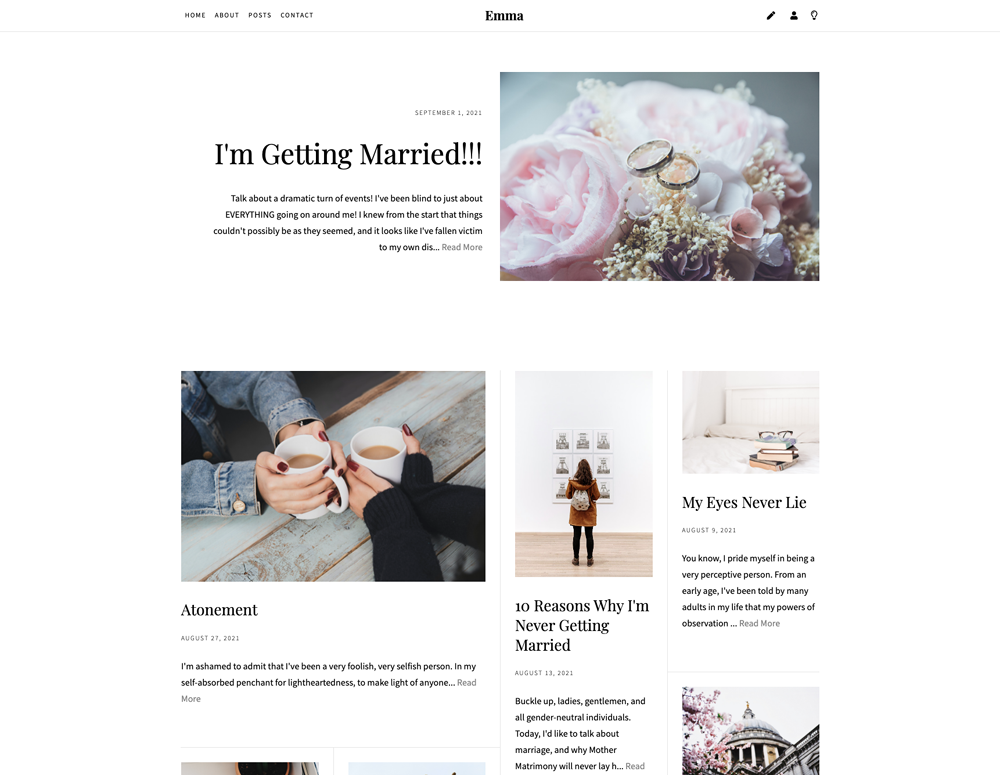 HOME ABOUT POSTS CONTACT
Emma
SEPTEMBER 1, 2021
I'm Getting Married!!!
Talk about a dramatic turn of events! I've been blind to just about
EVERYTHING going on around me! I knew from the start that things
couldn't possibly be as they seemed, and it looks like I've fallen victim
to my own dis... Read More
Atonement
AUGUST 27, 2021
I'm ashamed to admit that I've been a very foolish, very selfish person. In my
self-absorbed penchant for lightheartedness, to make light of anyone... Read
More
10 Reasons Why I'm
Never Getting
Married
AUGUST 13, 2021
Buckle up, ladies, gentlemen, and
all gender-neutral individuals.
Today, I'd like to talk about
marriage, and why Mother
Matrimony will never lay h... Read
My Eyes Never Lie
AUGUST 9, 2021
You know, I pride myself in being a
very perceptive person. From an
early age, I've been told by many
adults in my life that my powers of
observation ... Read More